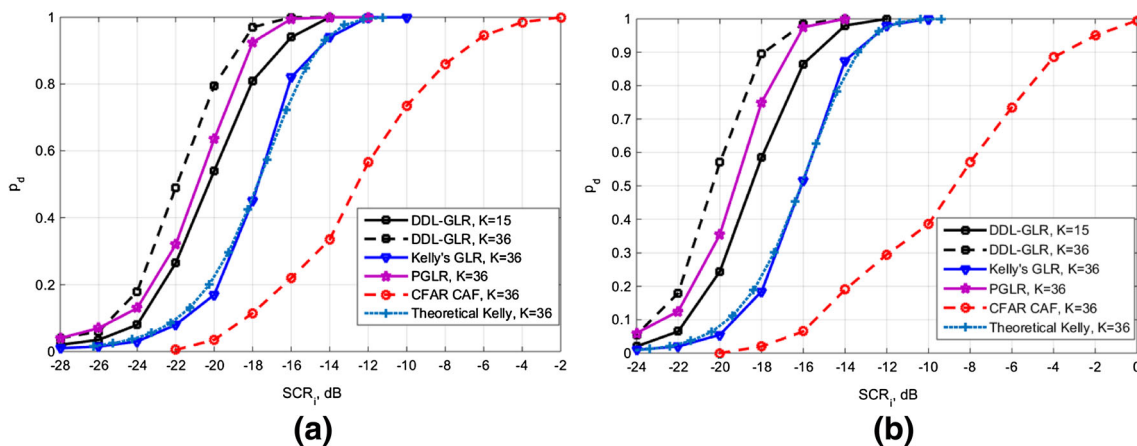 1
0.8
0.6
0.4
0.2
0
p_d
-28 -26 -24 -22 -20 -18 -16 -14 -12 -10 -8 -6 -4 -2
SCR_i, dB
DDL-GLR, K=15
DDL-GLR, K=36
Kelly's GLR, K=36
PGLR, K=36
CFAR CAF, K=36
Theoretical Kelly, K=36
(a)
1
0.9
0.8
0.7
0.6
0.5
0.4
0.3
0.2
0.1
0
p_d
-24 -22 -20 -18 -16 -14 -12 -10 -8 -6 -4 -2 0
SCR_i, dB
DDL-GLR, K=15
DDL-GLR, K=36
Kelly's GLR, K=36
PGLR, K=36
CFAR CAF, K=36
Theoretical Kelly, K=36
(b)